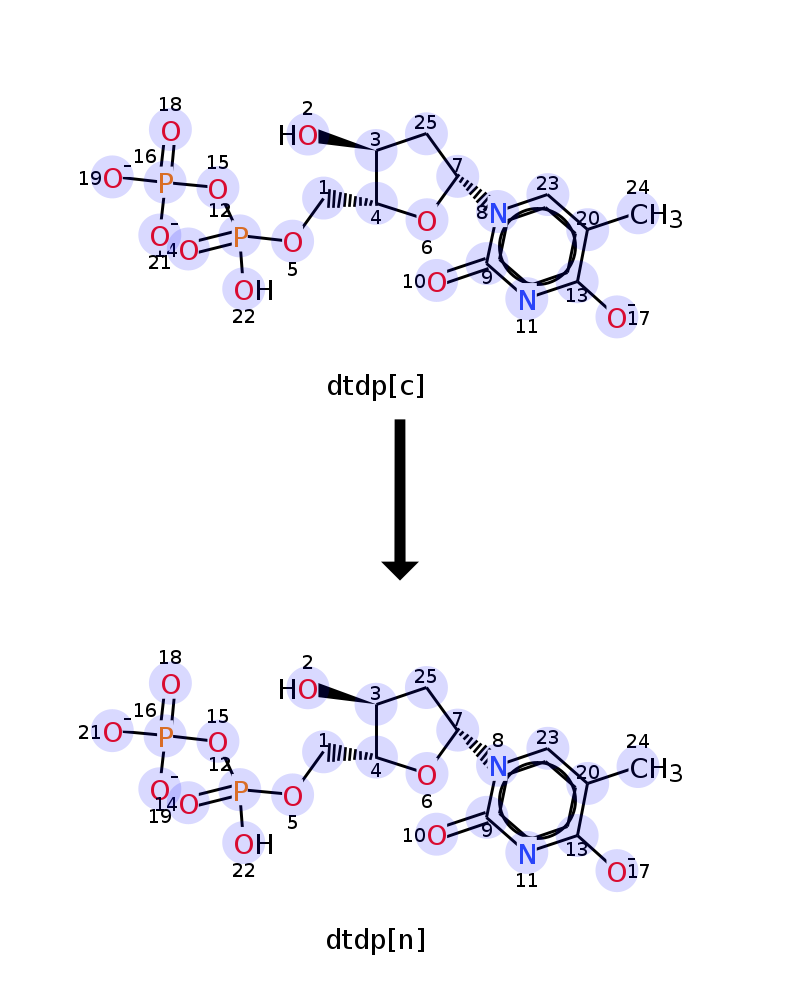 18
2
HO
3
25
16
15
7
19 O-
O
P
O
12
1
23
24
8
N
20
CH3
4
O
6
O-
21
14 O
P
O
5
10 O
9
N
11
13
O- 17
OH
22
dtdp[c]
18
O
2
HO
3
25
16
15
7
21 O-
P
O
12
1
8
23
24
N
20
CH3
4
O
6
O-
19
14 O
P
O
5
10 O
9
N
11
13
O- 17
OH
22
dtdp[n]